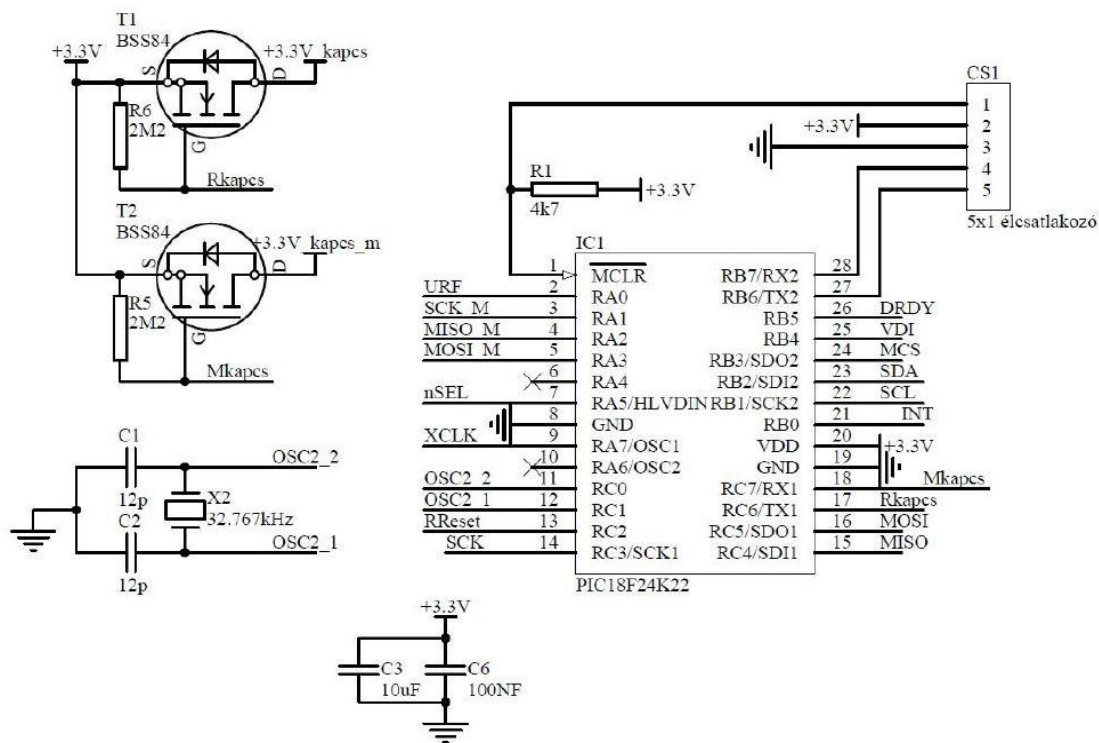 T1
BSS84
+3.3V
+3.3V_kapcs
S
D
G
R6
2M2
Rkapcs
T2
BSS84
+3.3V_kapcs_m
S
D
G
R5
2M2
Mkapcs
C1
12p
OSC2_2
X2
32.767kHz
C2
12p
OSC2_1
CS1
1
+3.3V 2
3
4
5
5x1 élcsatlakozó
R1
4k7
+3.3V
IC1
1 MCLR
URF 2 RA0
SCK_M 3 RA1
MISO_M 4 RA2
MOSI_M 5 RA3
6 RA4
nSEL 7 RA5/HLVDIN
8 GND
XCLK 9 RA7/OSC1
10 RA6/OSC2
OSC2_2 11 RC0
OSC2_1 12 RC1
RReset 13 RC2
SCK 14 RC3/SCK1
RB7/RX2 28
RB6/TX2 27
RB5 26 DRDY
RB4 25 VDI
RB3/SDO2 24 MCS
RB2/SDI2 23 SDA
RB1/SCK2 22 SCL
RB0 21 INT
VDD 20 +3.3V
GND 19
RC7/RX1 18 Mkapcs
RC6/TX1 17 Rkapcs
RC5/SDO1 16 MOSI
RC4/SDI1 15 MISO
PIC18F24K22
+3.3V
C3
10uF
C6
100NF